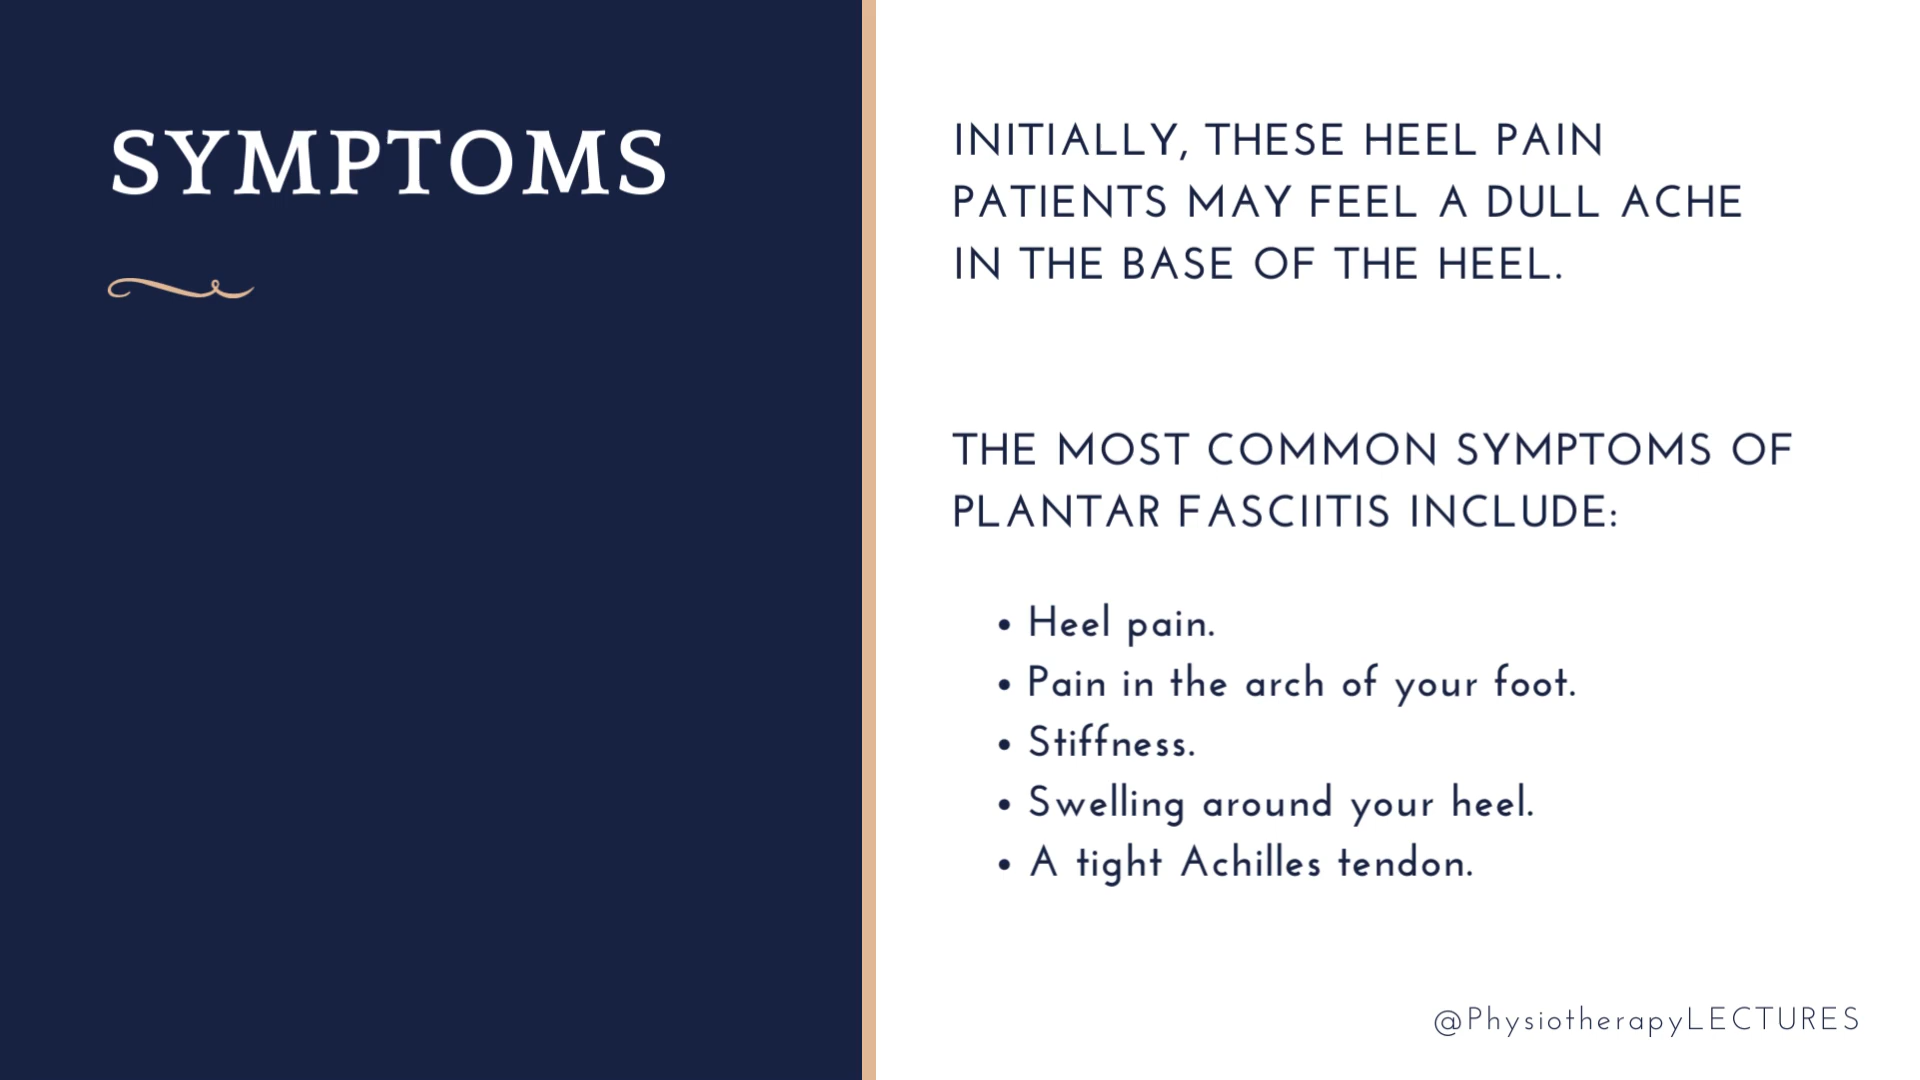 SYMPTOMS
INITIALLY, THESE HEEL PAIN
PATIENTS MAY FEEL A DULL ACHE
IN THE BASE OF THE HEEL.
THE MOST COMMON SYMPTOMS OF
PLANTAR FASCIITIS INCLUDE:
• Heel pain.
• Pain in the arch of your foot.
• Stiffness.
• Swelling around your heel.
• A tight Achilles tendon.
@PhysiotherapyLECTURES